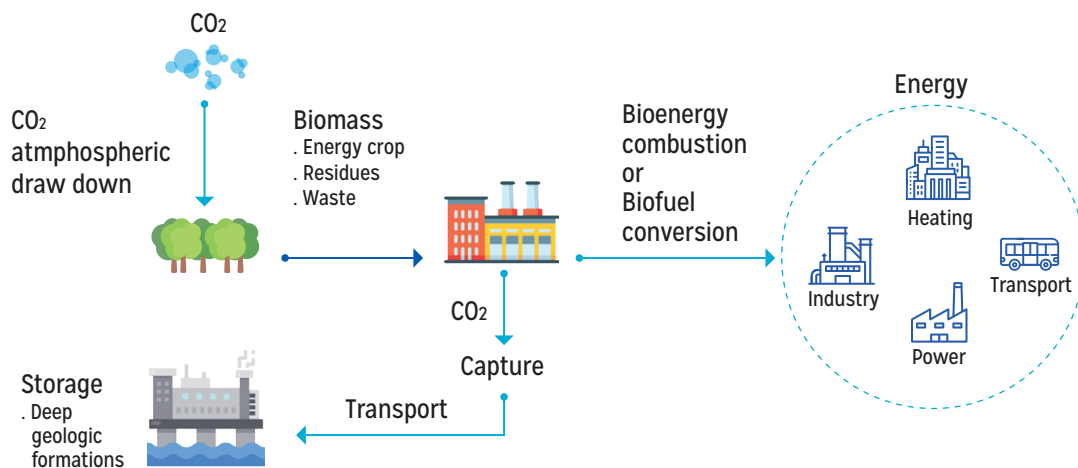 CO₂
CO₂
atmphospheric
draw down
Biomass
. Energy crop
. Residues
. Waste
Bioenergy
combustion
or
Biofuel
conversion
Energy
Heating
Industry
Transport
Power
CO₂
Capture
Transport
Storage
. Deep
geologic
formations